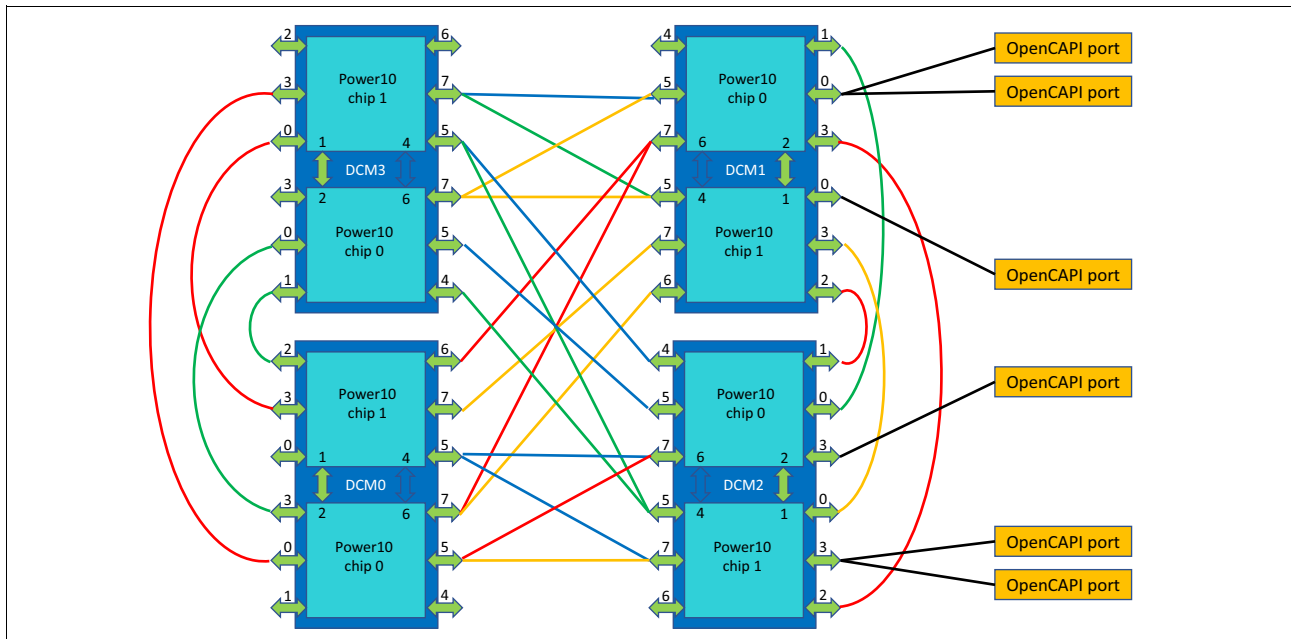 2 6 4 1 OpenCAPI port
Power10 Power10
3 chip 1 7 5 chip 0 0 OpenCAPI port
0 5 7 3
1 4 6 2
DCM3 DCM1
3 7 5 0
2 6 4 1
Power10 Power10
0 chip 0 5 7 chip 1 3
OpenCAPI port
1 4 6 2
2 6 4 1
Power10 Power10
OpenCAPI port
3 chip 1 7 5 chip 0 0
0 5 7 3
1 4 6 2
DCM0 DCM2
3 7 5 0
2 6 4 1
OpenCAPI port
Power10 Power10
0 chip 0 5 7 chip 1 3
OpenCAPI port
1 4 6 2